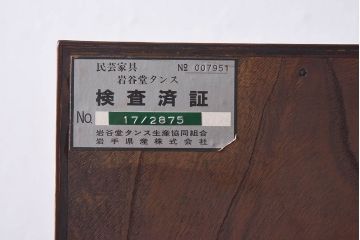 民芸家具 № 007951
岩谷堂タンス
検査済証
No. 17/2875
岩谷堂タンス生産協同組合
岩手県産株式会社